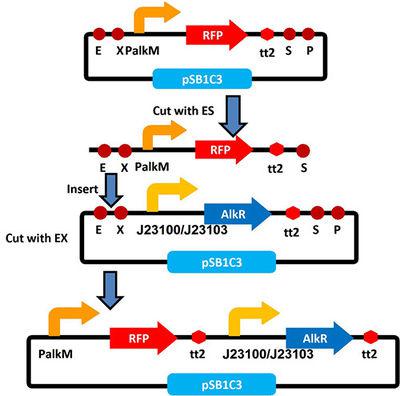 RFP
E X PalkM tt2 S P
pSB1C3
Cut with ES
RFP
E X PalkM tt2 S
Insert
AlkR
E X J23100/J23103 tt2 S P
Cut with EX
pSB1C3
RFP AlkR
PalkM tt2 J23100/J23103 tt2
pSB1C3